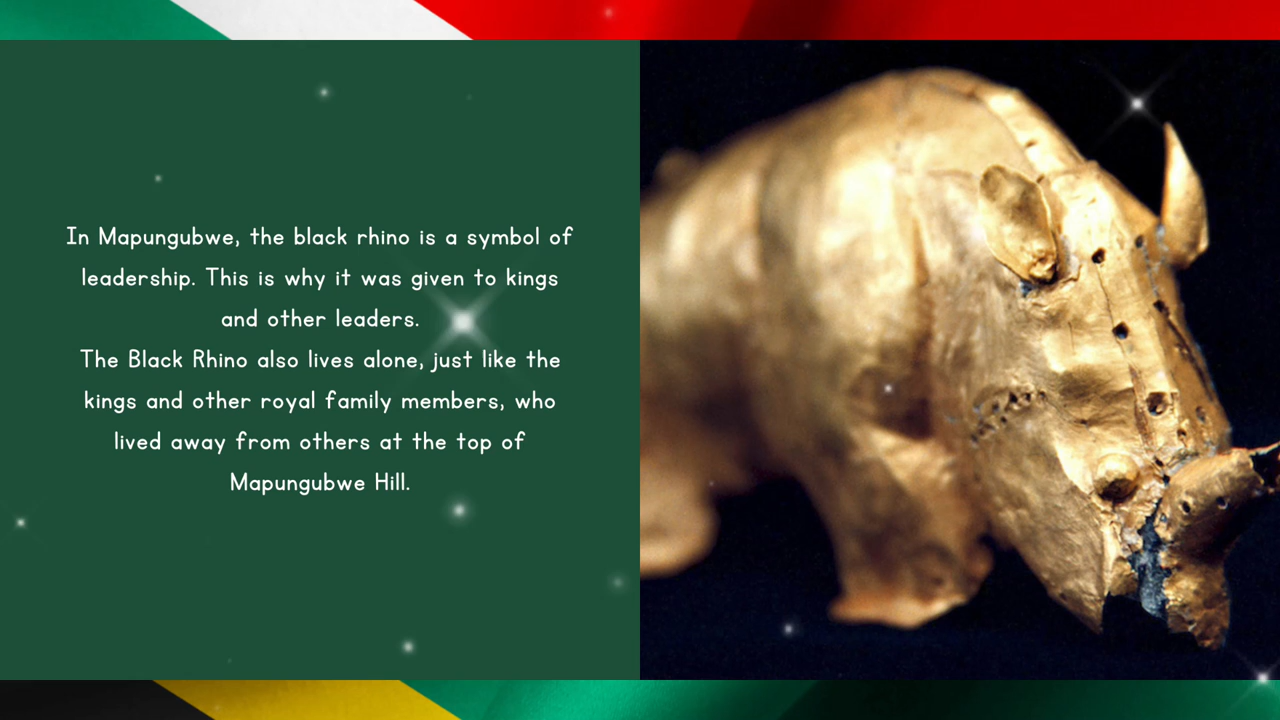 In Mapungubwe, the black rhino is a symbol of
leadership. This is why it was given to kings
and other leaders.
The Black Rhino also lives alone, just like the
kings and other royal family members, who
lived away from others at the top of
Mapungubwe Hill.